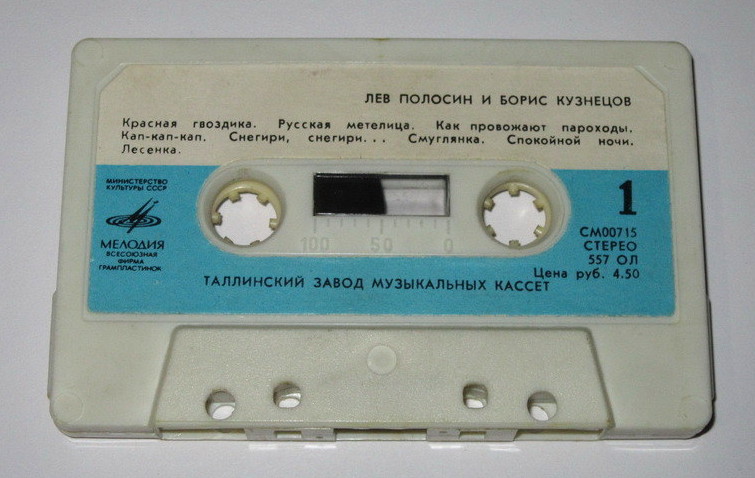 ЛЕВ ПОЛОСИН И БОРИС КУЗНЕЦОВ
Красная гвоздика. Русская метелица. Как провожают пароходы.
Кап-кап-кап. Снегири, снегири... Смуглянка. Спокойной ночи.
Лесенка.
МИНИСТЕРСТВО
КУЛЬТУРЫ СССР
МЕЛОДИЯ
ВСЕСОЮЗНАЯ
ФИРМА
ГРАМПЛАСТИНОК
100 50 0
1
СМ00715
СТЕРЕО
557 ОЛ
Цена руб. 4.50
ТАЛЛИНСКИЙ ЗАВОД МУЗЫКАЛЬНЫХ КАССЕТ